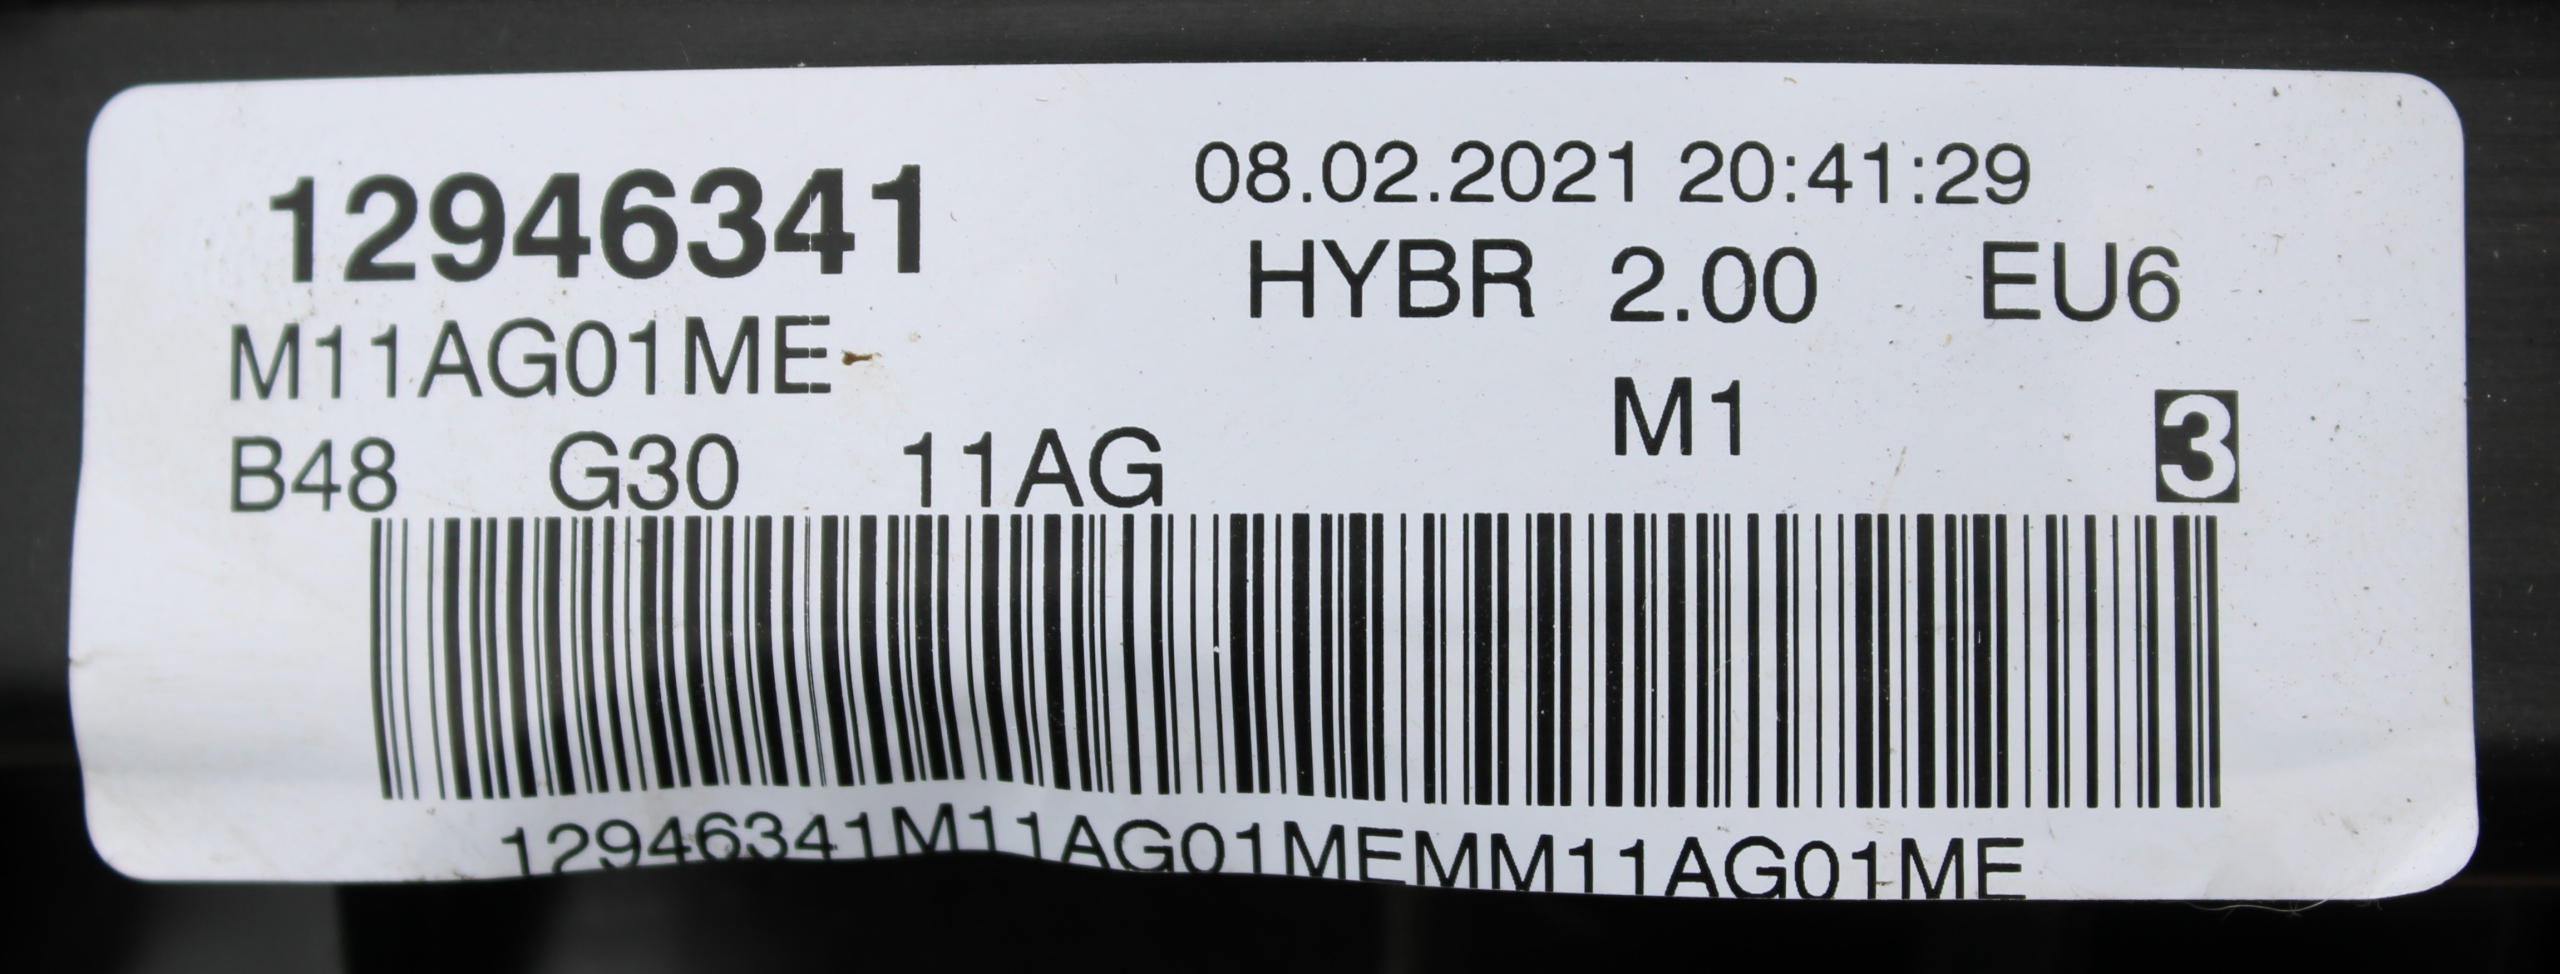 12946341
08.02.2021 20:41:29
HYBR 2.00 EU6
M11AG01ME
M1
3
B48 G30 11AG
12946341M11AG01MEMM11AG01ME